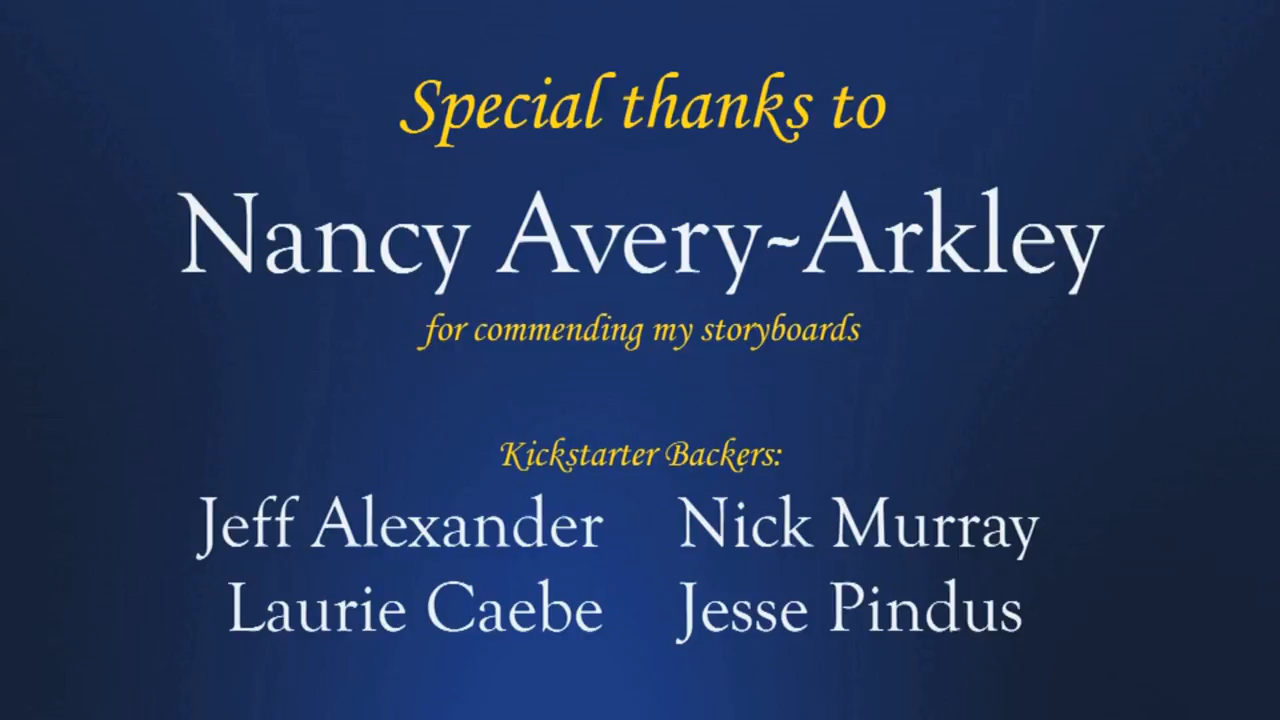 Special thanks to
Nancy Avery~Arkley
for commending my storyboards
Kickstarter Backers:
Jeff Alexander Nick Murray
Laurie Caebe Jesse Pindus